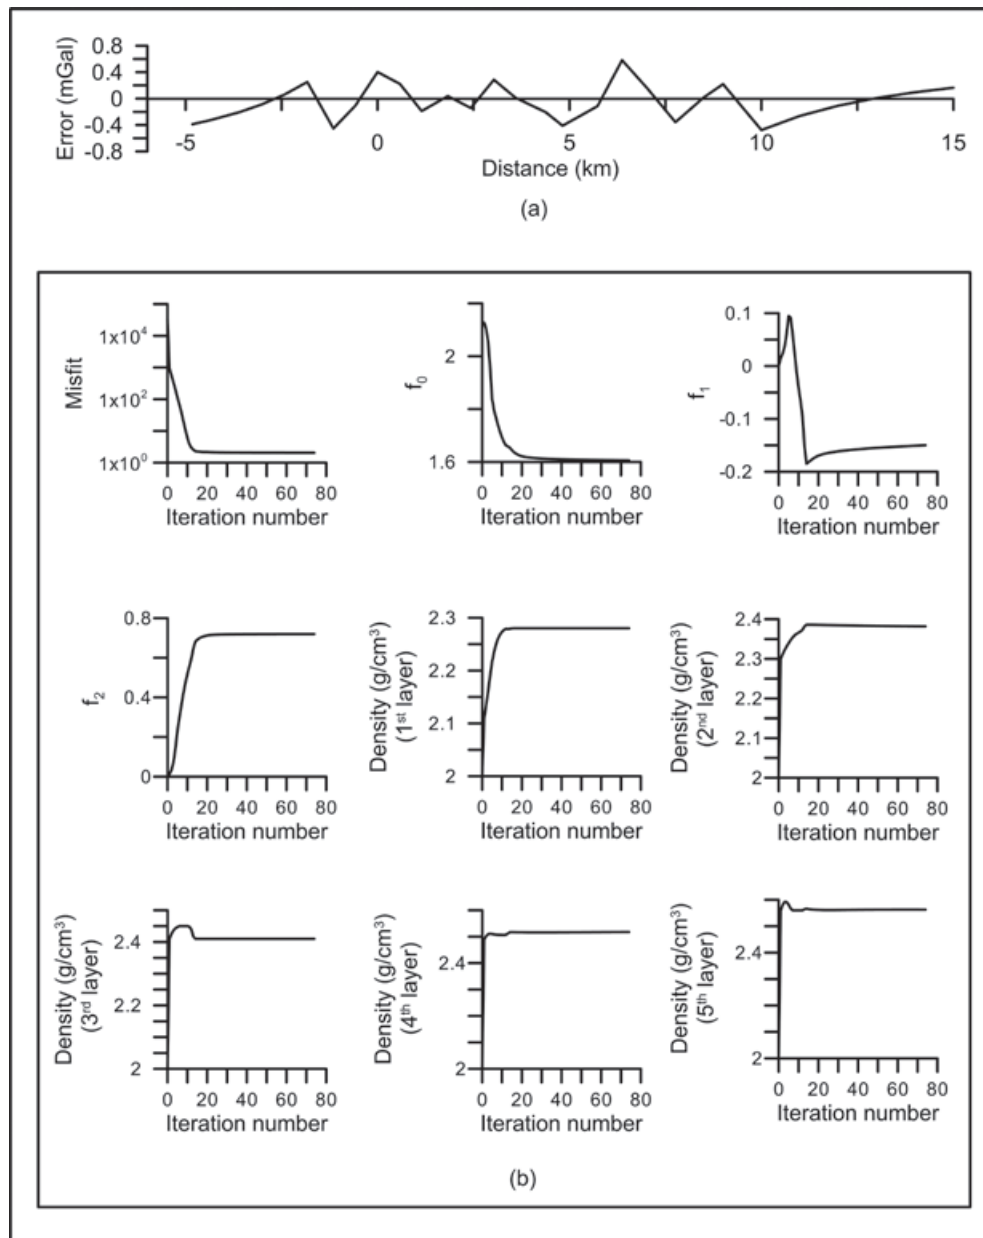 Error (mGal)
0.8
0.4
0
-0.4
-0.8
-5 0 5 10 15
Distance (km)
(a)
Misfit
1x10⁴
1x10²
1x10⁰
0 20 40 60 80
Iteration number
f₀
2
1.6
0 20 40 60 80
Iteration number
f₁
0.1
0
-0.1
-0.2
0 20 40 60 80
Iteration number
f₂
0.8
0.4
0
0 20 40 60 80
Iteration number
Density (g/cm³)
(1ˢᵗ layer)
2.3
2.2
2.1
2
0 20 40 60 80
Iteration number
Density (g/cm³)
(2ⁿᵈ layer)
2.4
2.3
2.2
2.1
2
0 20 40 60 80
Iteration number
Density (g/cm³)
(3ʳᵈ layer)
2.4
2.2
2
0 20 40 60 80
Iteration number
Density (g/cm³)
(4ᵗʰ layer)
2.4
2
0 20 40 60 80
Iteration number
Density (g/cm³)
(5ᵗʰ layer)
2.4
2
0 20 40 60 80
Iteration number
(b)